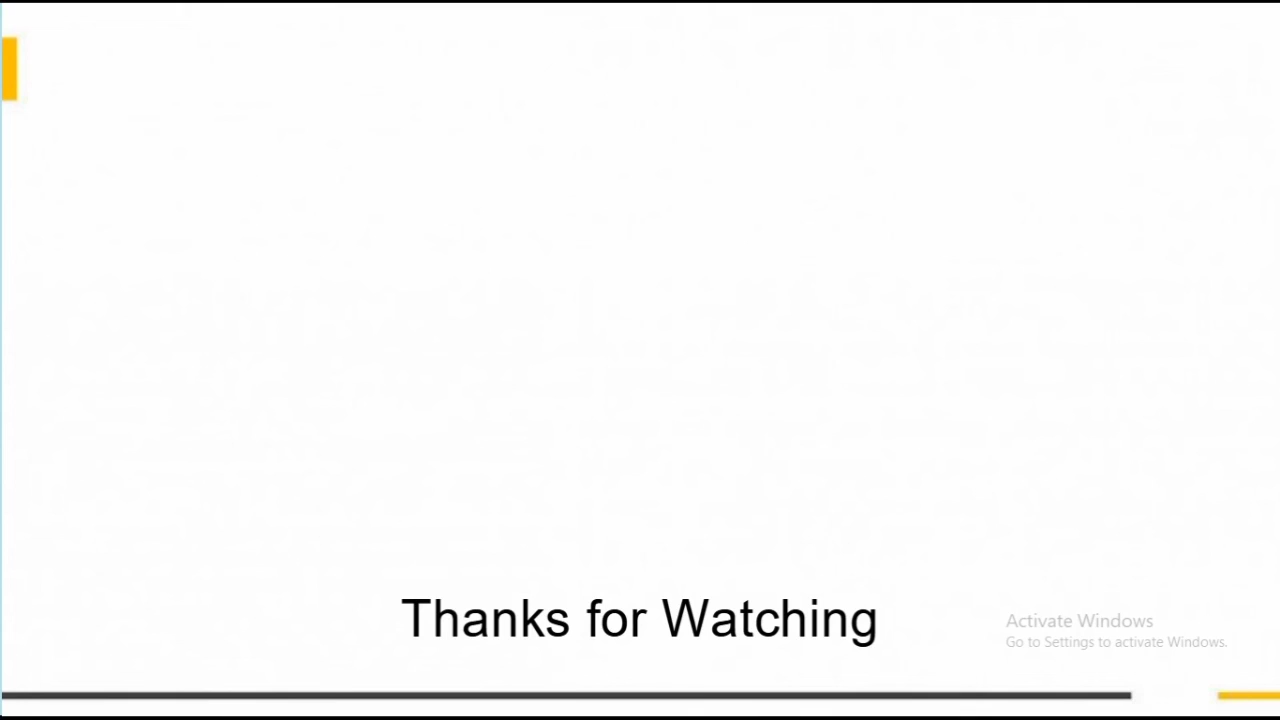 Thanks for Watching
Activate Windows
Go to Settings to activate Windows.